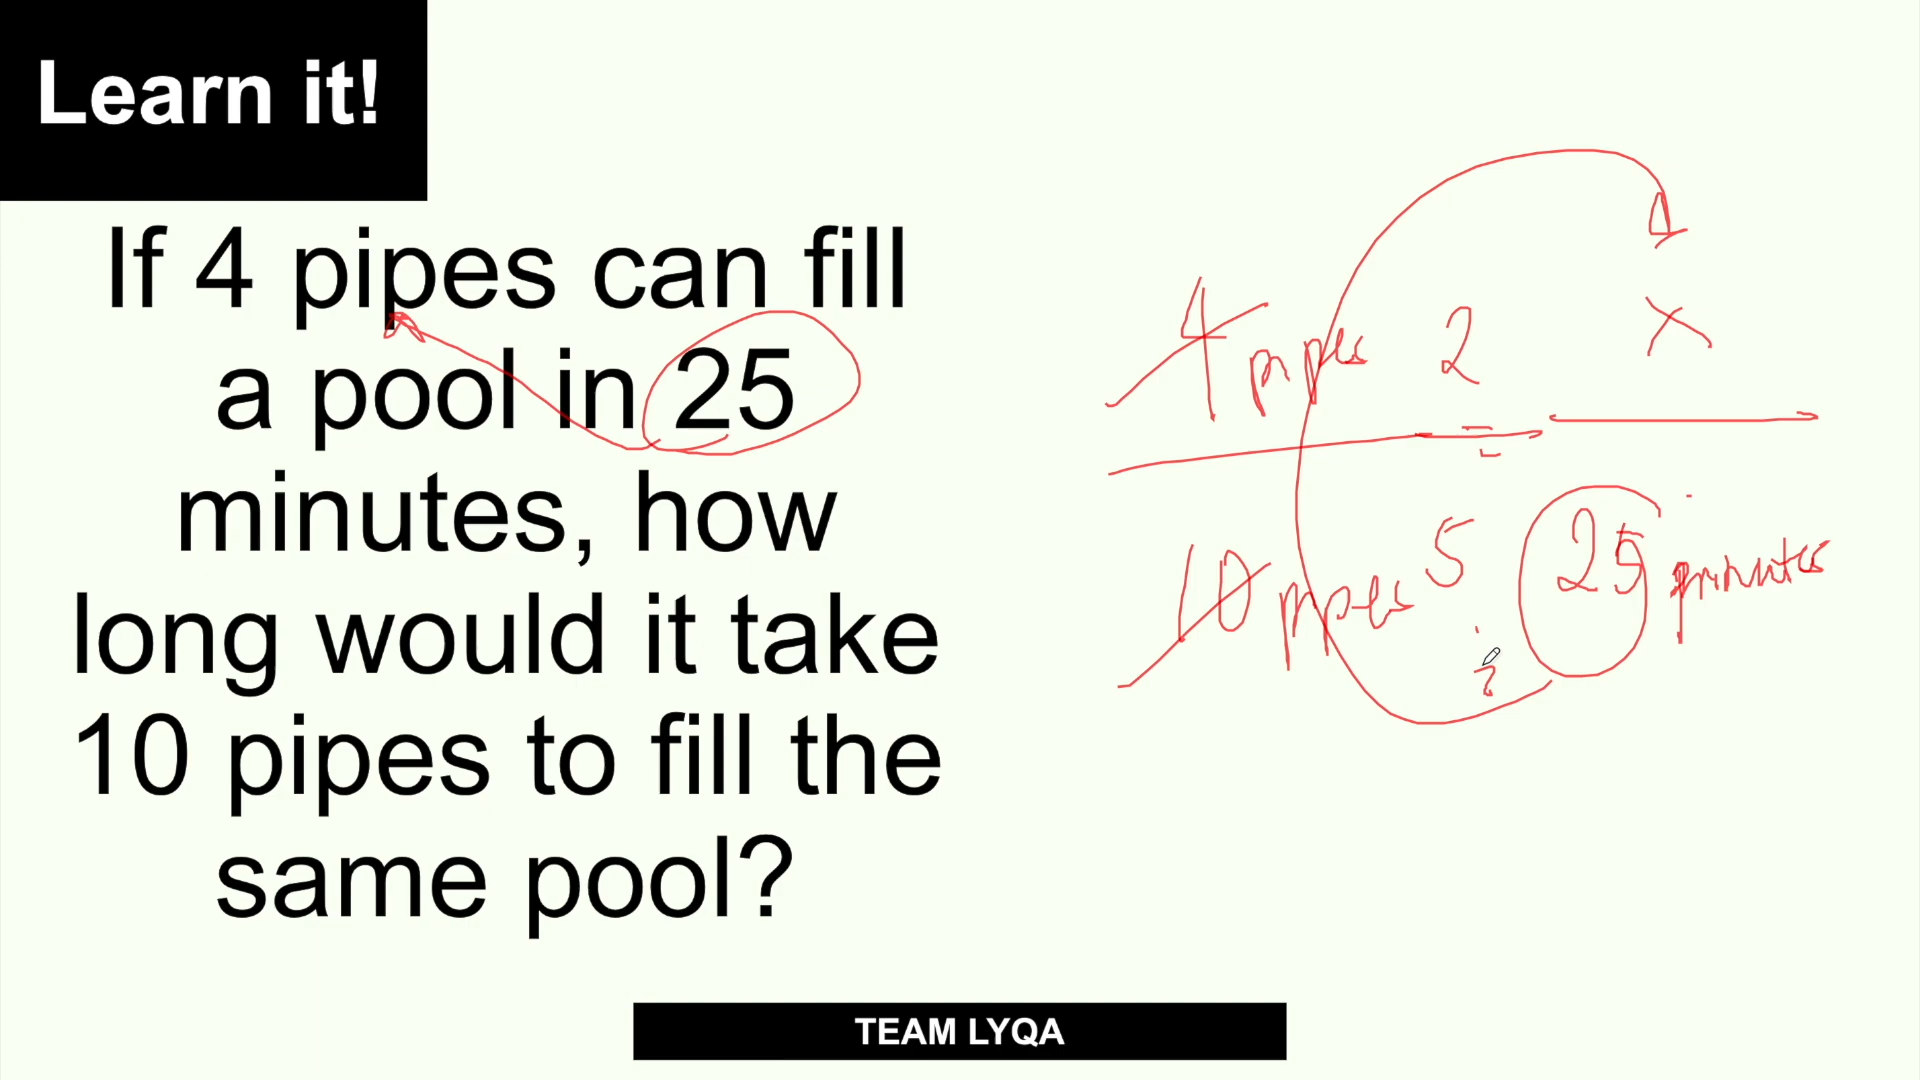 Learn it!
If 4 pipes can fill
a pool in 25
minutes, how
long would it take
10 pipes to fill the
same pool?
4 pipes 2 x
=
10 pipes 5 25 minutes
TEAM LYQA